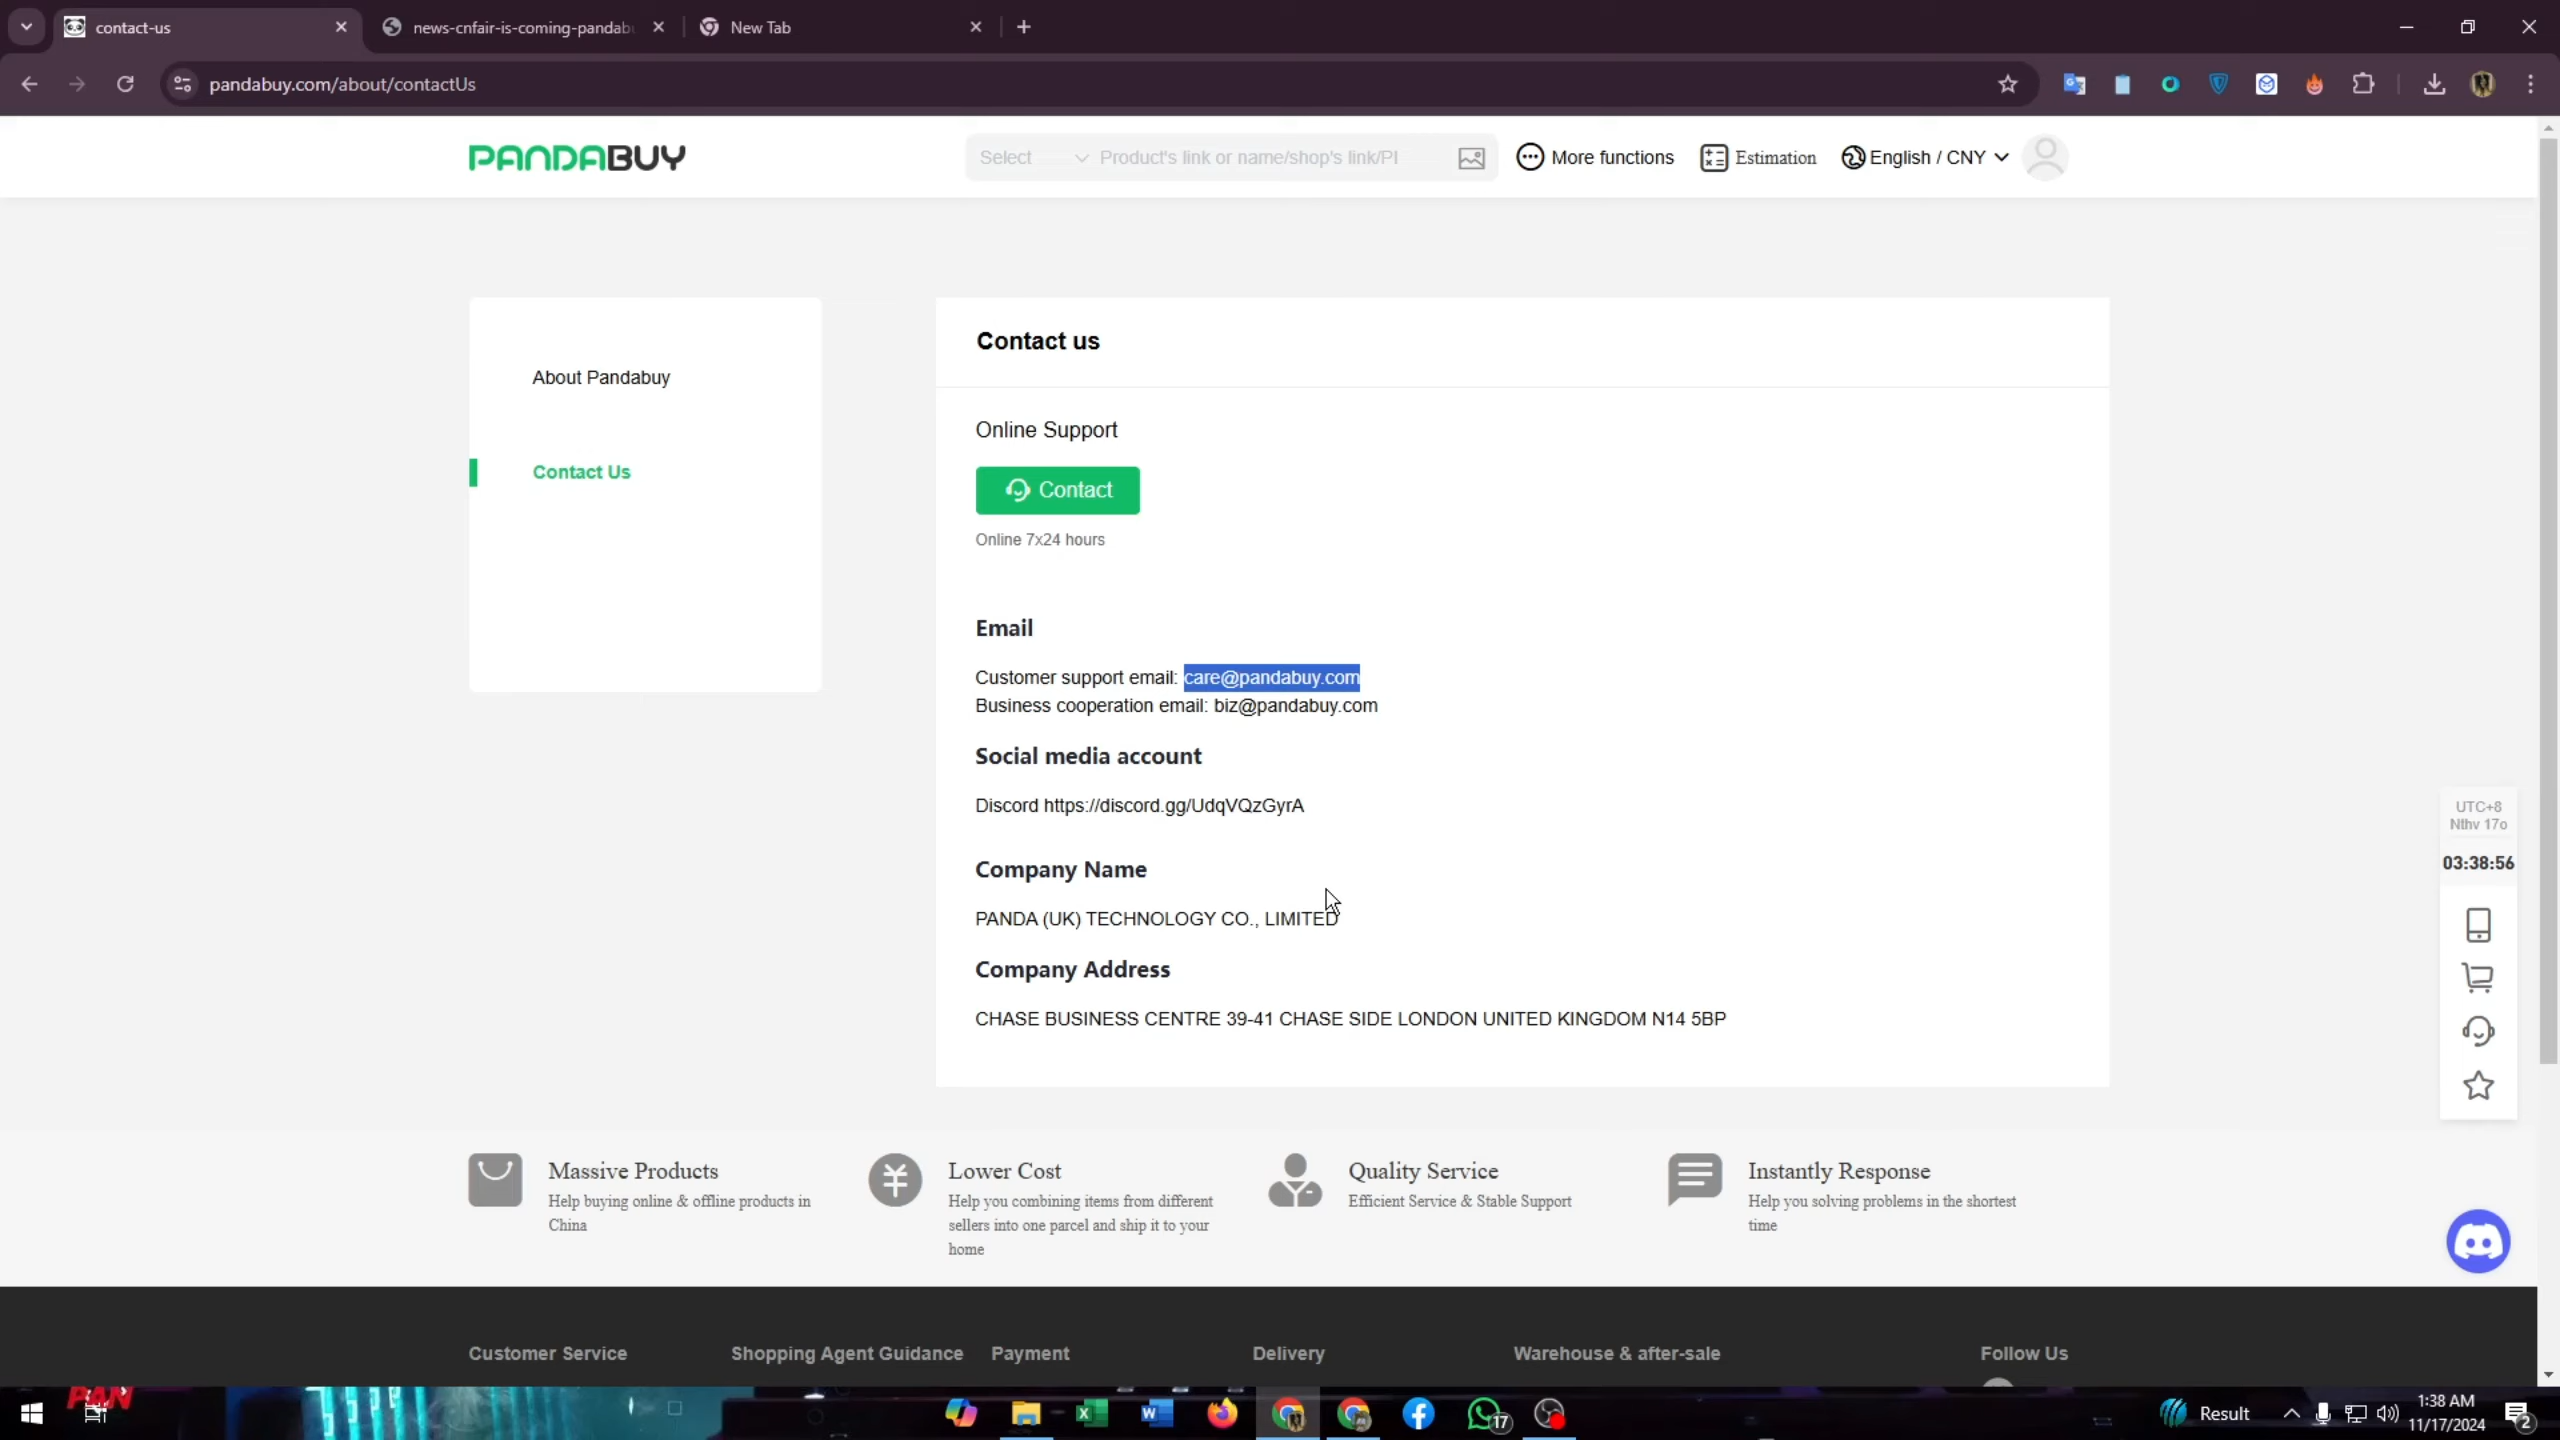 contact-us
news-cnfair-is-coming-pandabu
New Tab
pandabuy.com/about/contactUs
PANDABUY
Select
Product's link or name/shop's link/PI
More functions
Estimation
English / CNY
About Pandabuy
Contact Us
Contact us
Online Support
Contact
Online 7x24 hours
Email
Customer support email: care@pandabuy.com
Business cooperation email: biz@pandabuy.com
Social media account
Discord https://discord.gg/UdqVQzGyrA
Company Name
PANDA (UK) TECHNOLOGY CO., LIMITED
Company Address
CHASE BUSINESS CENTRE 39-41 CHASE SIDE LONDON UNITED KINGDOM N14 5BP
UTC+8
Nthv 17o
03:38:56
Massive Products
Help buying online & offline products in
China
Lower Cost
Help you combining items from different
sellers into one parcel and ship it to your
home
Quality Service
Efficient Service & Stable Support
Instantly Response
Help you solving problems in the shortest
time
Customer Service
Shopping Agent Guidance
Payment
Delivery
Warehouse & after-sale
Follow Us
PAN
17
Result
1:38 AM
11/17/2024
2